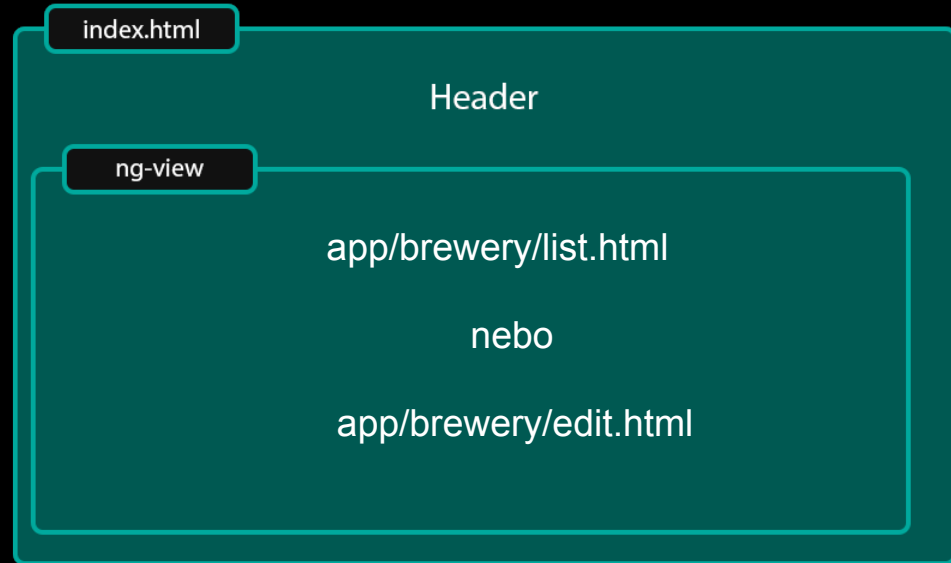 index.html
Header
ng-view
app/brewery/list.html
nebo
app/brewery/edit.html